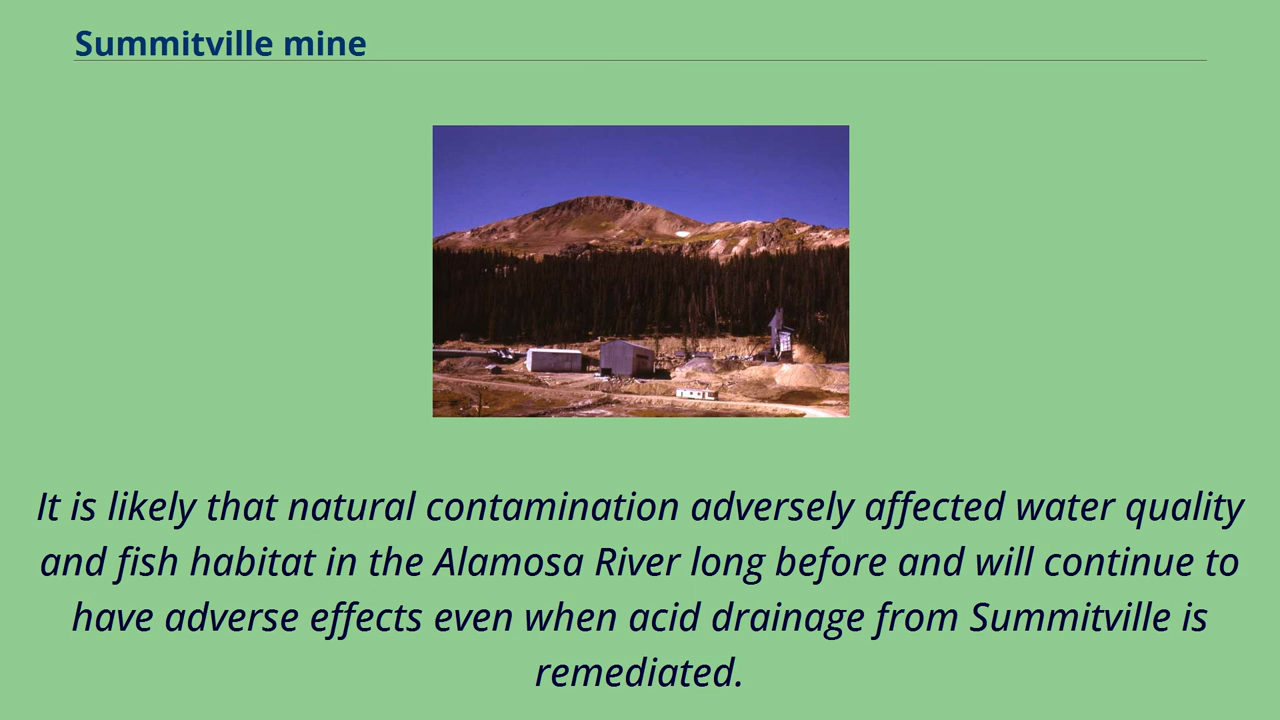 Summitville mine
It is likely that natural contamination adversely affected water quality
and fish habitat in the Alamosa River long before and will continue to
have adverse effects even when acid drainage from Summitville is
remediated.